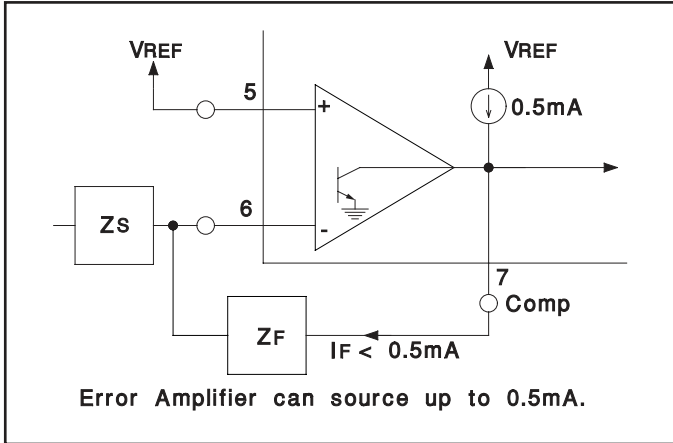 VREF
VREF
5
+
0.5mA
ZS
6
-
7
Comp
ZF
IF < 0.5mA
Error Amplifier can source up to 0.5mA.